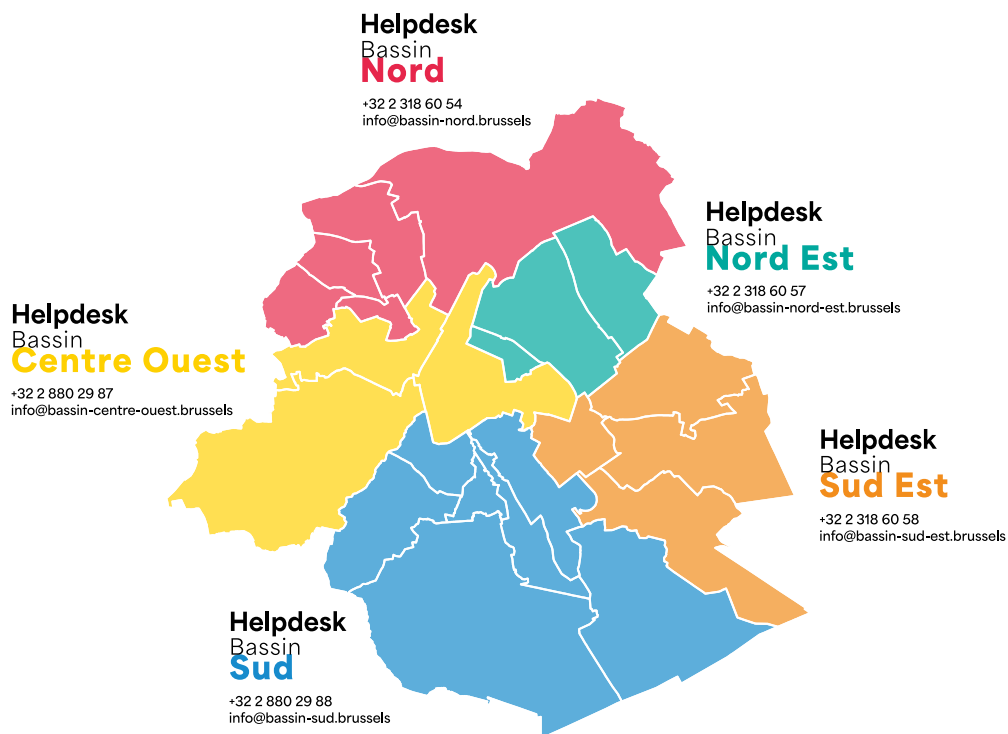 Helpdesk
Bassin
Nord
+32 2 318 60 54
info@bassin-nord.brussels
Helpdesk
Bassin
Nord Est
+32 2 318 60 57
info@bassin-nord-est.brussels
Helpdesk
Bassin
Centre Ouest
+32 2 880 29 87
info@bassin-centre-ouest.brussels
Helpdesk
Bassin
Sud Est
+32 2 318 60 58
info@bassin-sud-est.brussels
Helpdesk
Bassin
Sud
+32 2 880 29 88
info@bassin-sud.brussels